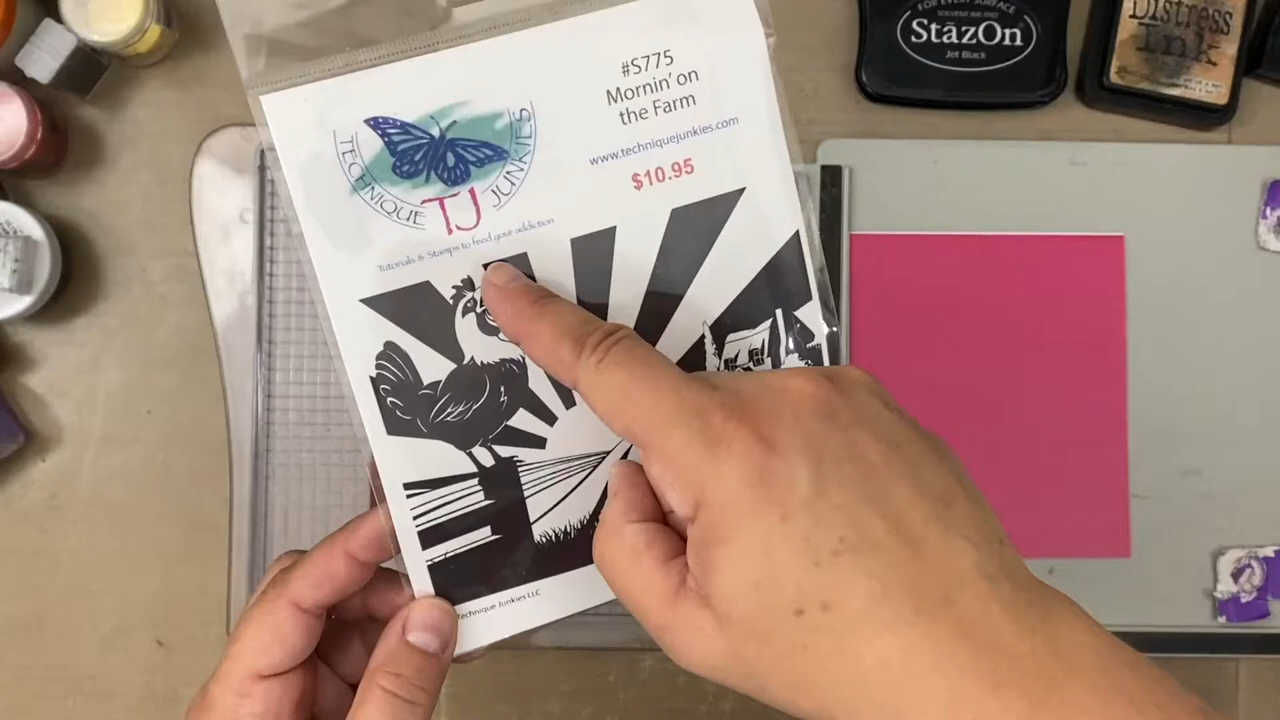 #S775
Mornin' on
the Farm
www.techniquejunkies.com
$10.95
TECHNIQUE TJ JUNKIES
Tutorials & Stamps to feed your addiction
Technique Junkies LLC
FOR EVERY SURFACE
SOLVENT INK PAD
StāzOn
Jet Black
Distress
Ink